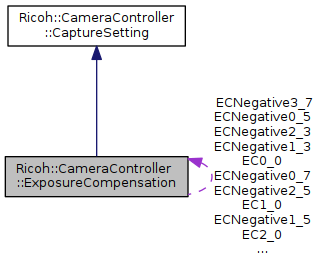 Ricoh::CameraController
::CaptureSetting
ECNegative3_7
ECNegative0_5
ECNegative2_3
ECNegative1_3
EC0_0
ECNegative0_7
ECNegative2_5
EC1_0
ECNegative1_5
EC2_0
...
Ricoh::CameraController
::ExposureCompensation